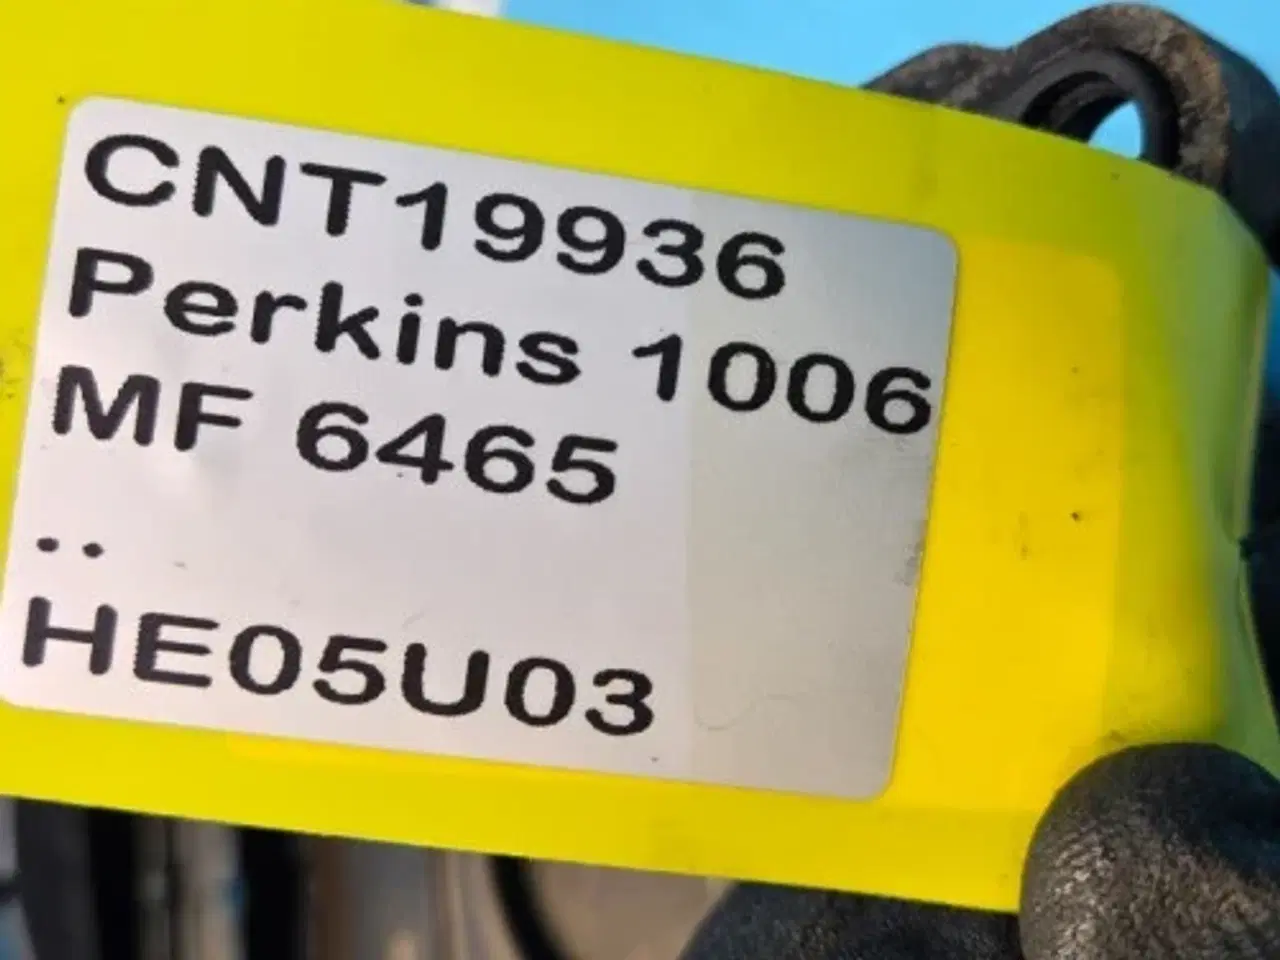 CNT19936
Perkins 1006
MF 6465
..
HE05U03